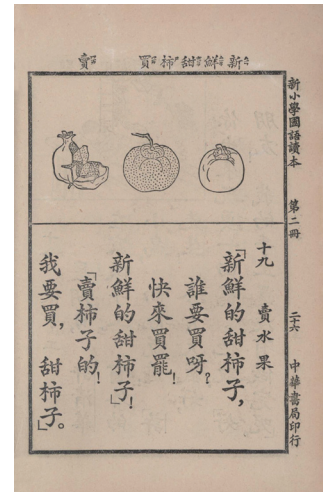 新鮮甜柿買賣
新小學國語讀本 第二冊 二十六 中華書局印行
十九 賣水果
「新鮮的甜柿子,
誰要買呀?
快來買罷!
新鮮的甜柿子!」
「賣柿子的!
我要買, 甜柿子。